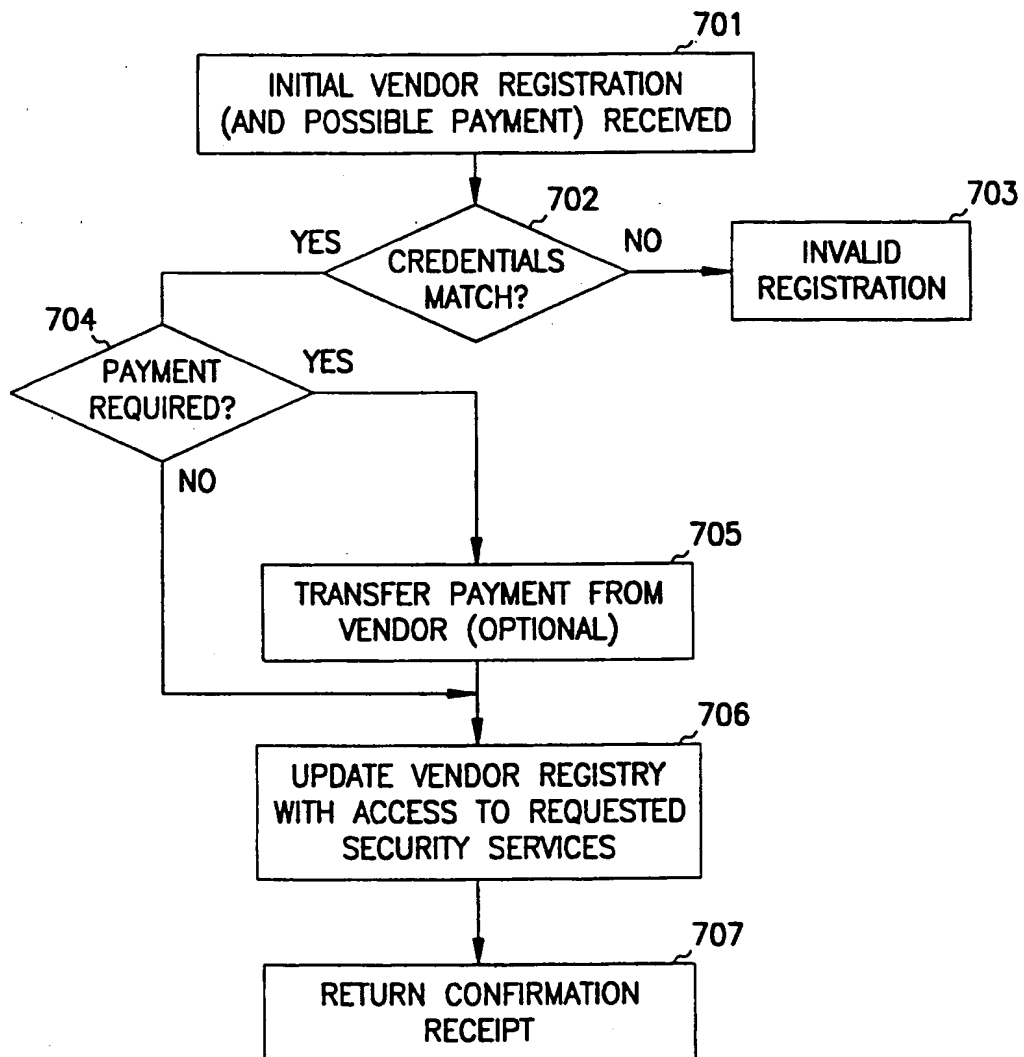 701
INITIAL VENDOR REGISTRATION
(AND POSSIBLE PAYMENT) RECEIVED
702
703
YES
NO
CREDENTIALS
MATCH?
INVALID
REGISTRATION
704
PAYMENT
REQUIRED?
YES
NO
705
TRANSFER PAYMENT FROM
VENDOR (OPTIONAL)
706
UPDATE VENDOR REGISTRY
WITH ACCESS TO REQUESTED
SECURITY SERVICES
707
RETURN CONFIRMATION
RECEIPT